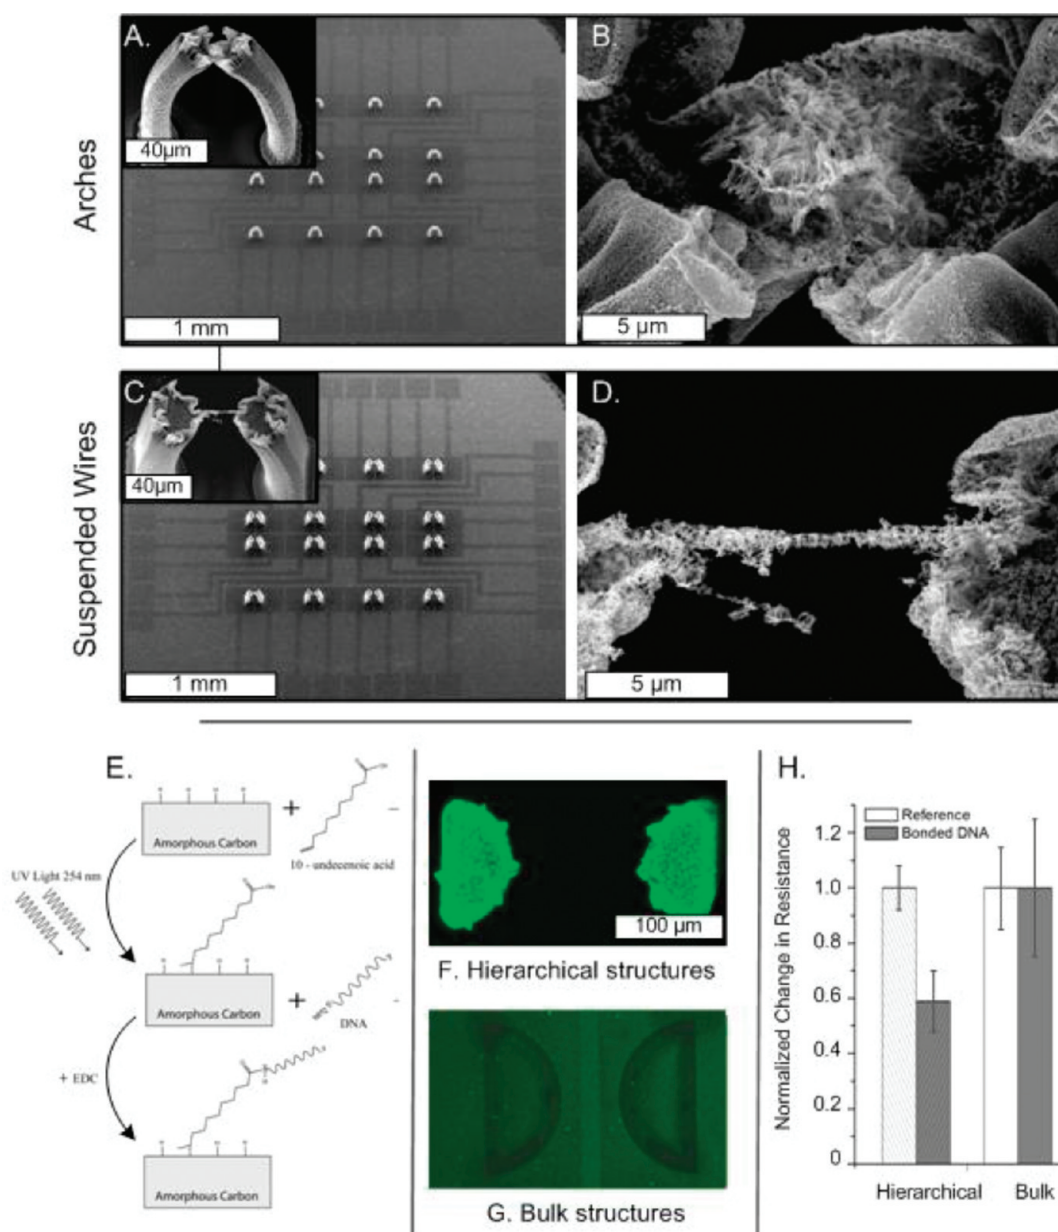 Arches
A.
40µm
1 mm
B.
5 µm
Suspended Wires
C.
40µm
1 mm
D.
5 µm
E.
Amorphous Carbon
+
10 - undecenoic acid
UV Light 254 nm
Amorphous Carbon
+
DNA
+ EDC
Amorphous Carbon
100 µm
F. Hierarchical structures
G. Bulk structures
H.
Normalized Change in Resistance
Reference
Bonded DNA
1.2
1.0
0.8
0.6
0.4
0.2
0
Hierarchical
Bulk